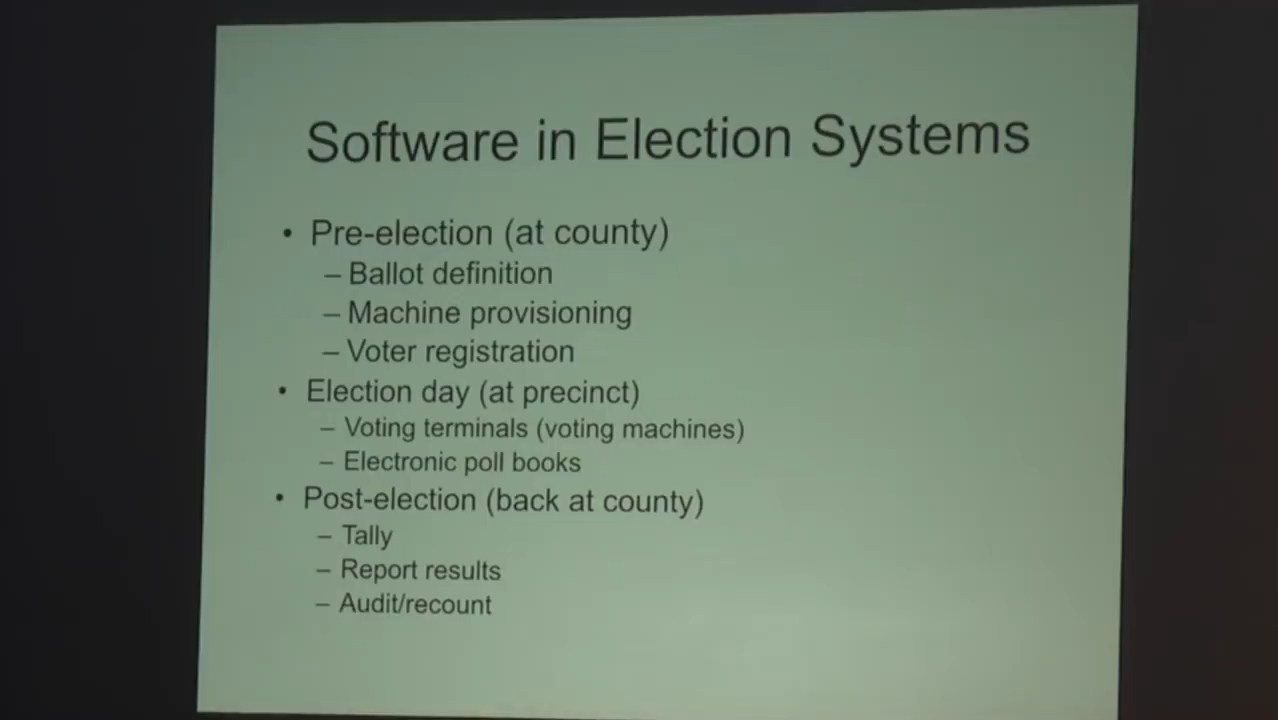 Software in Election Systems
• Pre-election (at county)
– Ballot definition
– Machine provisioning
– Voter registration
• Election day (at precinct)
– Voting terminals (voting machines)
– Electronic poll books
• Post-election (back at county)
– Tally
– Report results
– Audit/recount